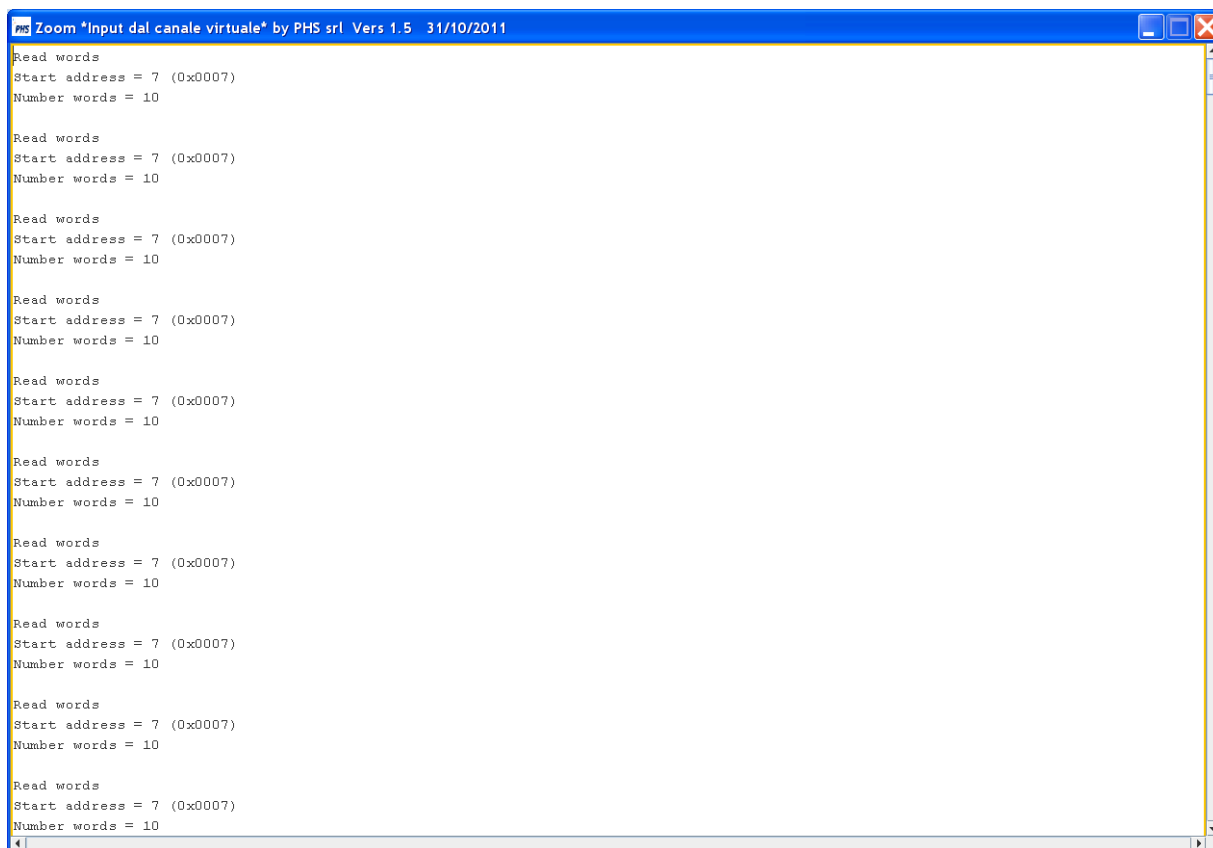 PHS Zoom *Input dal canale virtuale* by PHS srl Vers 1.5 31/10/2011
Read words
Start address = 7 (0x0007)
Number words = 10
Read words
Start address = 7 (0x0007)
Number words = 10
Read words
Start address = 7 (0x0007)
Number words = 10
Read words
Start address = 7 (0x0007)
Number words = 10
Read words
Start address = 7 (0x0007)
Number words = 10
Read words
Start address = 7 (0x0007)
Number words = 10
Read words
Start address = 7 (0x0007)
Number words = 10
Read words
Start address = 7 (0x0007)
Number words = 10
Read words
Start address = 7 (0x0007)
Number words = 10
Read words
Start address = 7 (0x0007)
Number words = 10